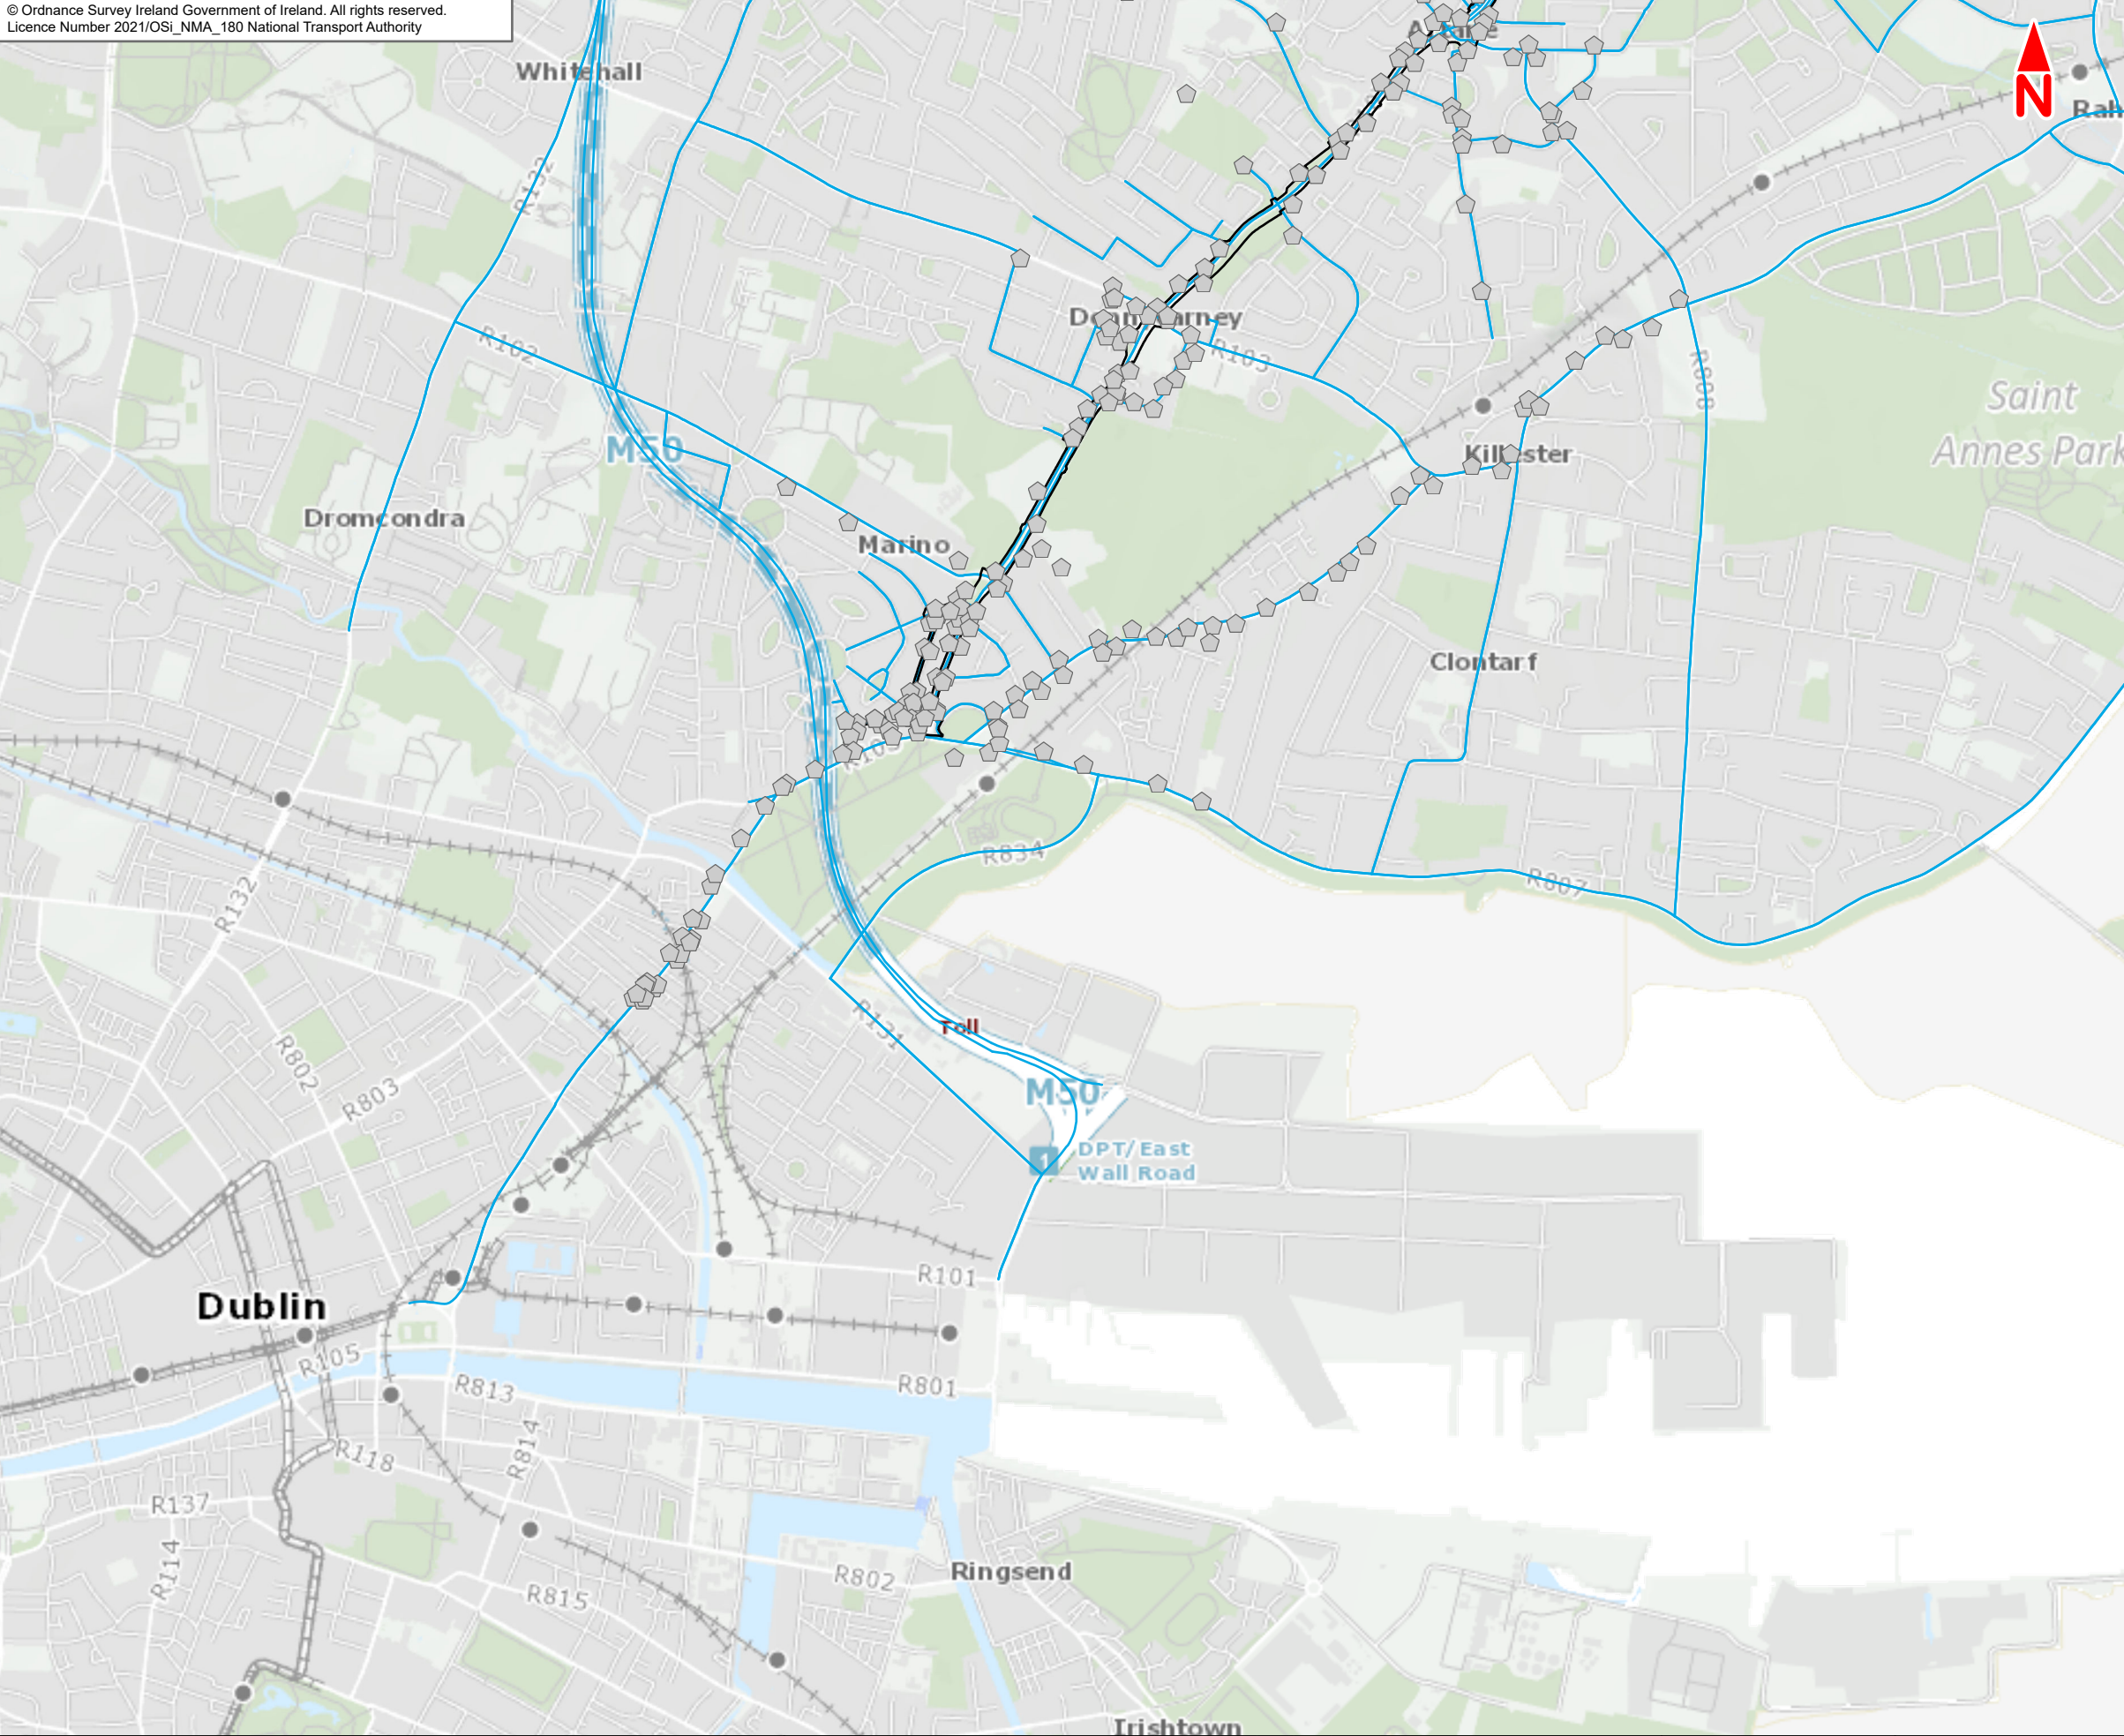 © Ordnance Survey Ireland Government of Ireland. All rights reserved.
Licence Number 2021/OSi_NMA_180 National Transport Authority
Whitehall
N
R132
R102
R103
R808
Saint
Annes Park
M50
Killester
Dromcondra
Marino
Clontarf
R105
R834
R807
R132
R131
Toll
R802
R803
M50
1
DPT/East
Wall Road
R101
Dublin
R105
R813
R801
R814
R118
R137
R114
R802
R815
Ringsend
Irishtown